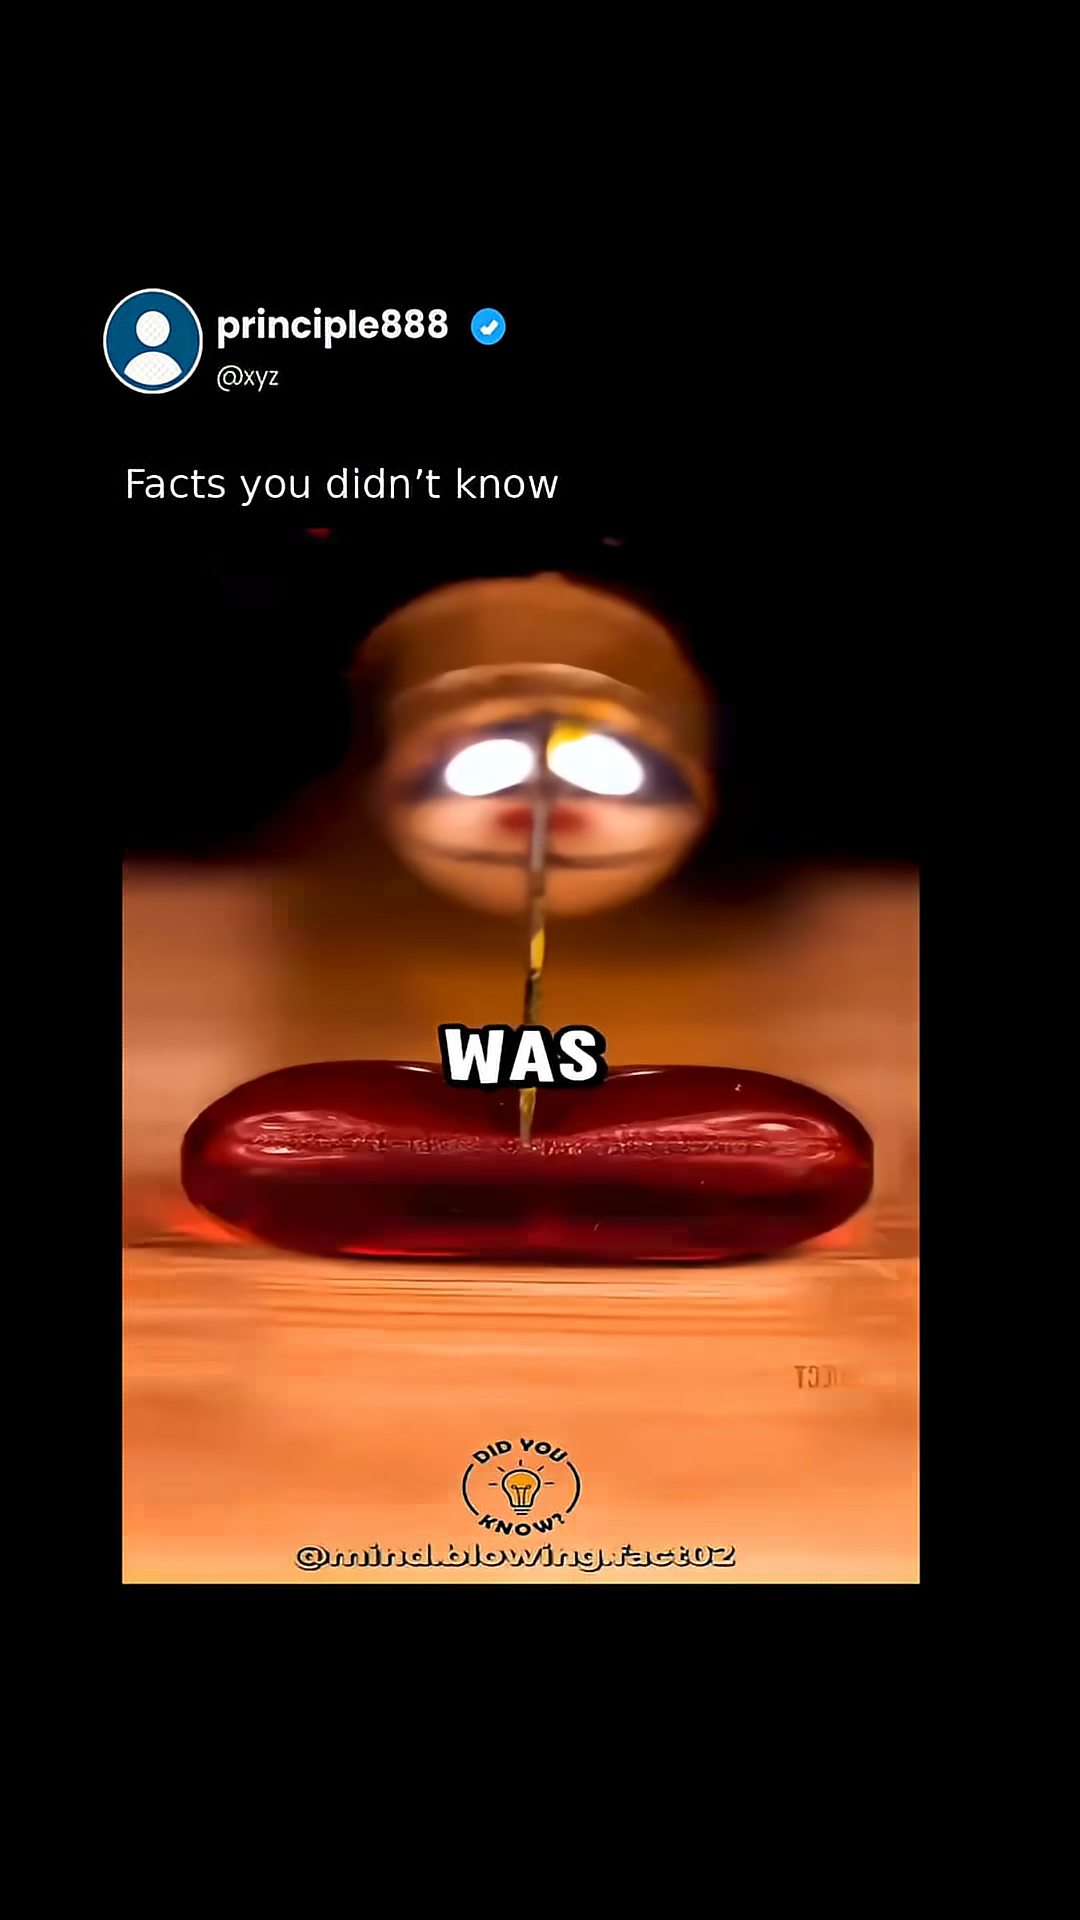 principle888
@xyz
Facts you didn’t know
WAS
DID YOU
KNOW?
@mind.blowing.fact02